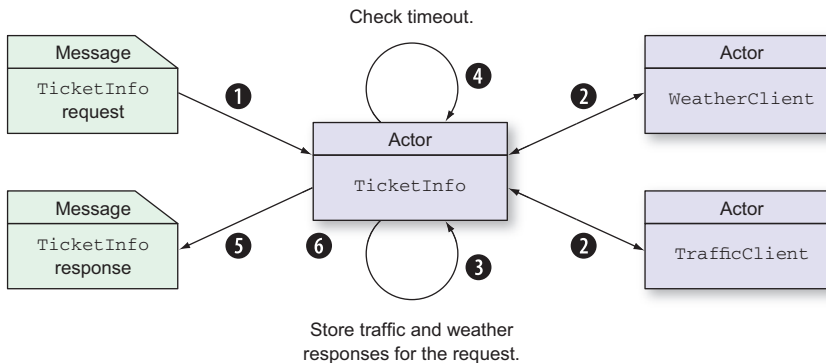 Check timeout.
Message
TicketInfo
request
1
4
2
Actor
WeatherClient
Actor
TicketInfo
Message
TicketInfo
response
5
6
3
2
Actor
TrafficClient
Store traffic and weather
responses for the request.